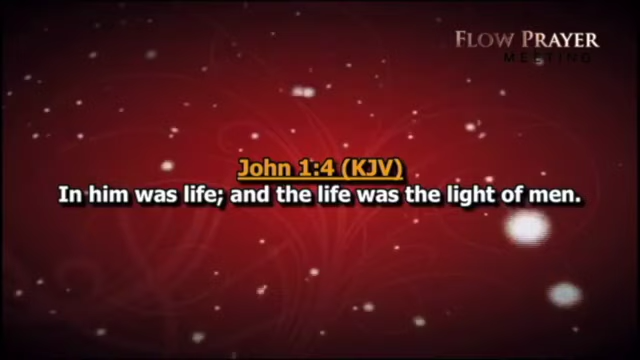 FLOW PRAYER
MEETING
John 1:4 (KJV)
In him was life; and the life was the light of men.